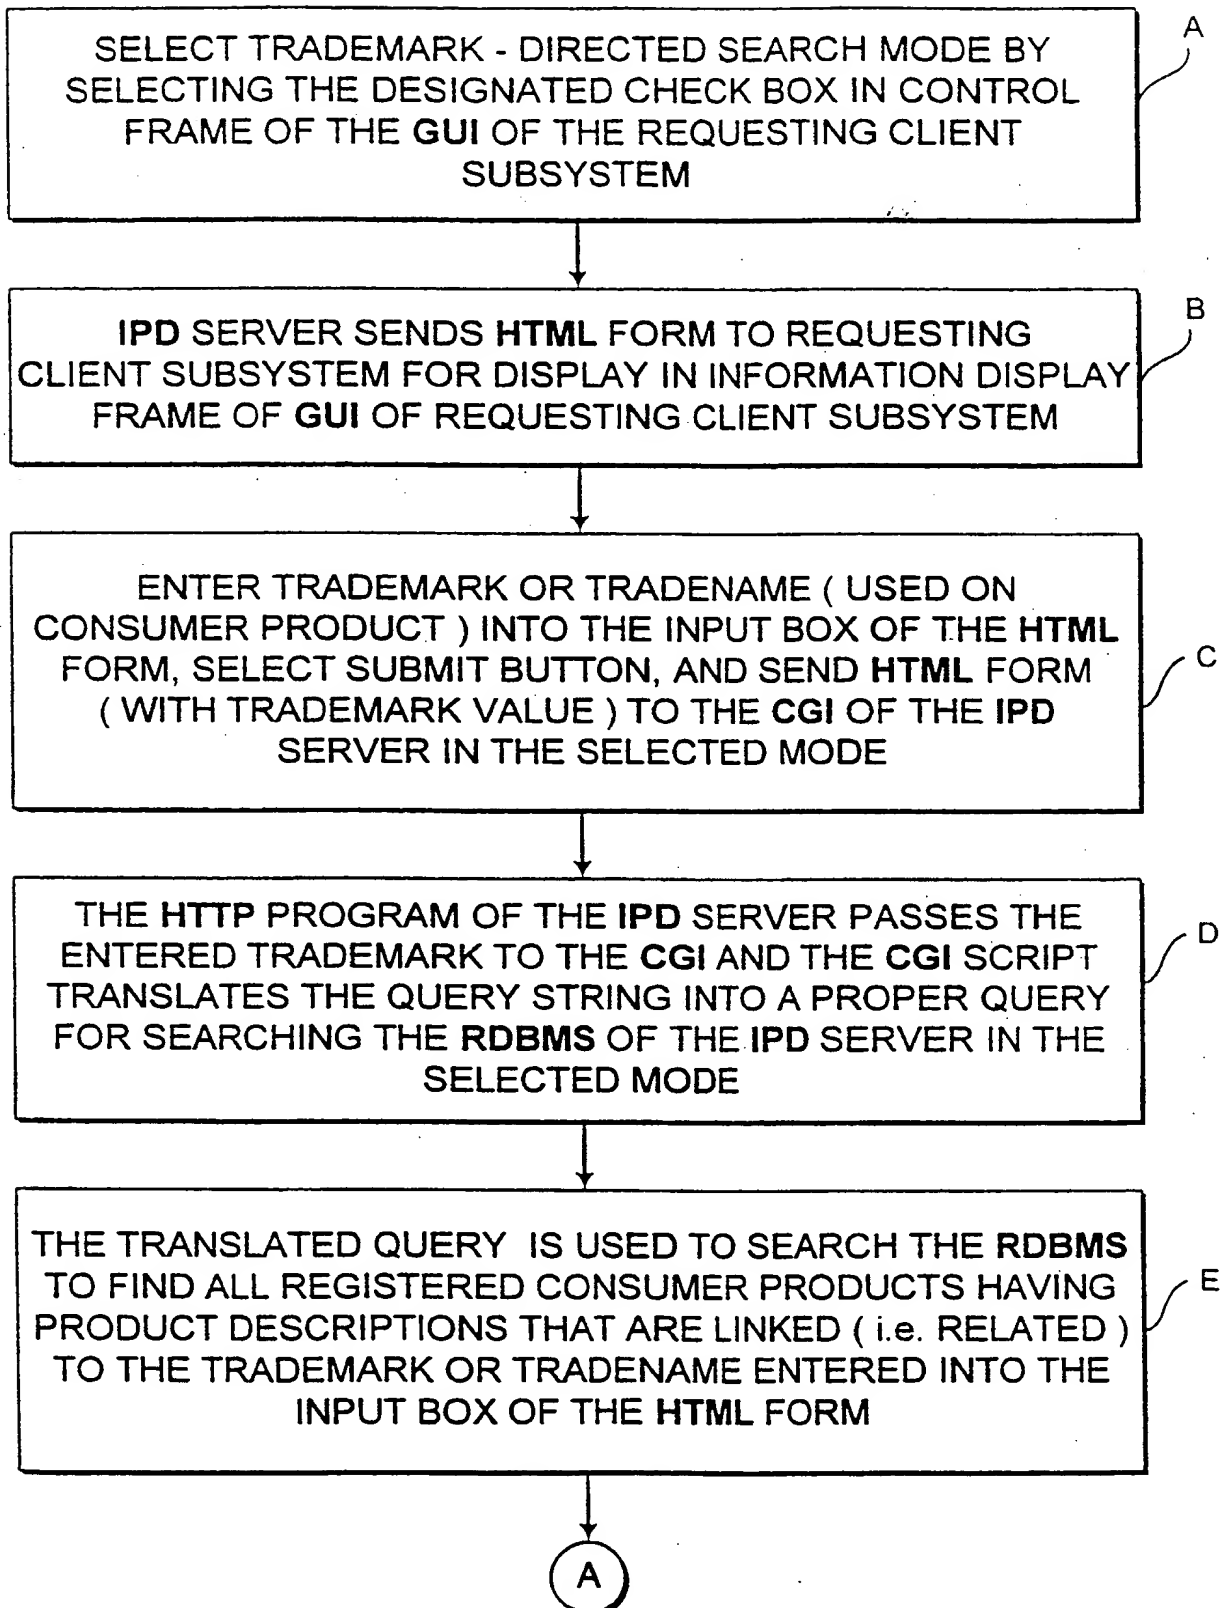 A
SELECT TRADEMARK - DIRECTED SEARCH MODE BY
SELECTING THE DESIGNATED CHECK BOX IN CONTROL
FRAME OF THE GUI OF THE REQUESTING CLIENT
SUBSYSTEM
B
IPD SERVER SENDS HTML FORM TO REQUESTING
CLIENT SUBSYSTEM FOR DISPLAY IN INFORMATION DISPLAY
FRAME OF GUI OF REQUESTING CLIENT SUBSYSTEM
C
ENTER TRADEMARK OR TRADENAME ( USED ON
CONSUMER PRODUCT ) INTO THE INPUT BOX OF THE HTML
FORM, SELECT SUBMIT BUTTON, AND SEND HTML FORM
( WITH TRADEMARK VALUE ) TO THE CGI OF THE IPD
SERVER IN THE SELECTED MODE
D
THE HTTP PROGRAM OF THE IPD SERVER PASSES THE
ENTERED TRADEMARK TO THE CGI AND THE CGI SCRIPT
TRANSLATES THE QUERY STRING INTO A PROPER QUERY
FOR SEARCHING THE RDBMS OF THE IPD SERVER IN THE
SELECTED MODE
E
THE TRANSLATED QUERY IS USED TO SEARCH THE RDBMS
TO FIND ALL REGISTERED CONSUMER PRODUCTS HAVING
PRODUCT DESCRIPTIONS THAT ARE LINKED ( i.e. RELATED )
TO THE TRADEMARK OR TRADENAME ENTERED INTO THE
INPUT BOX OF THE HTML FORM
A